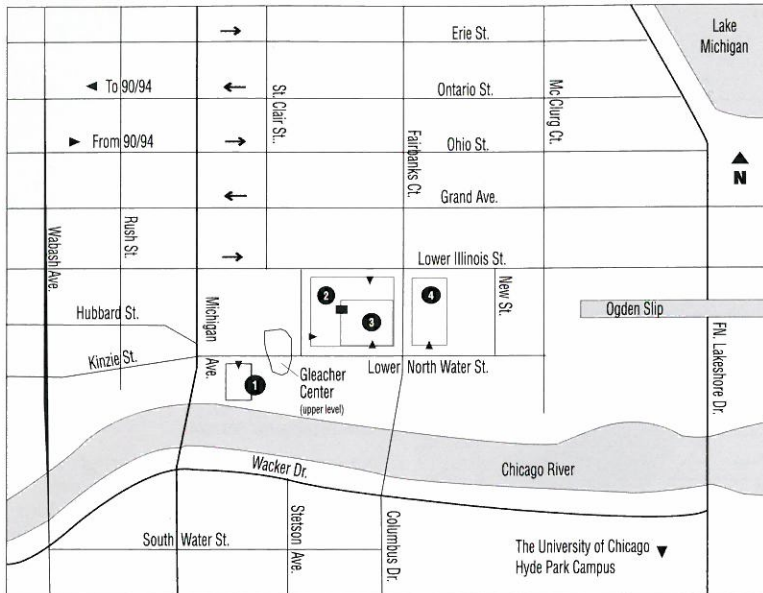 Erie St.
Lake
Michigan
To 90/94
Ontario St.
St. Clair St.
McClurg Ct.
From 90/94
Ohio St.
Fairbanks Ct.
N
Grand Ave.
Rush St.
Wabash Ave.
Lower Illinois St.
Michigan Ave.
2
3
4
New St.
Hubbard St.
Ogden Slip
FN. Lakeshore Dr.
Kinzie St.
1
Gleacher
Center
(upper level)
Lower North Water St.
Wacker Dr.
Chicago River
Stetson Ave.
Columbus Dr.
South Water St.
The University of Chicago
Hyde Park Campus